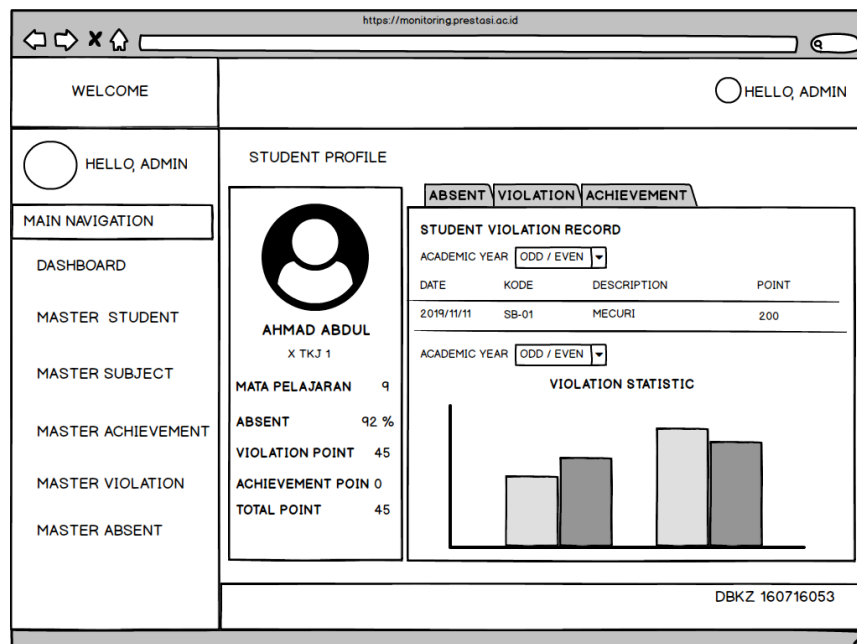 https://monitoring.prestasi.ac.id
WELCOME
HELLO, ADMIN
HELLO, ADMIN
MAIN NAVIGATION
DASHBOARD
MASTER STUDENT
MASTER SUBJECT
MASTER ACHIEVEMENT
MASTER VIOLATION
MASTER ABSENT
STUDENT PROFILE
AHMAD ABDUL
X TKJ 1
MATA PELAJARAN 9
ABSENT 92 %
VIOLATION POINT 45
ACHIEVEMENT POIN 0
TOTAL POINT 45
ABSENT VIOLATION ACHIEVEMENT
STUDENT VIOLATION RECORD
ACADEMIC YEAR ODD / EVEN
DATE KODE DESCRIPTION POINT
2019/11/11 SB-01 MECURI 200
ACADEMIC YEAR ODD / EVEN
VIOLATION STATISTIC
DBKZ 160716053